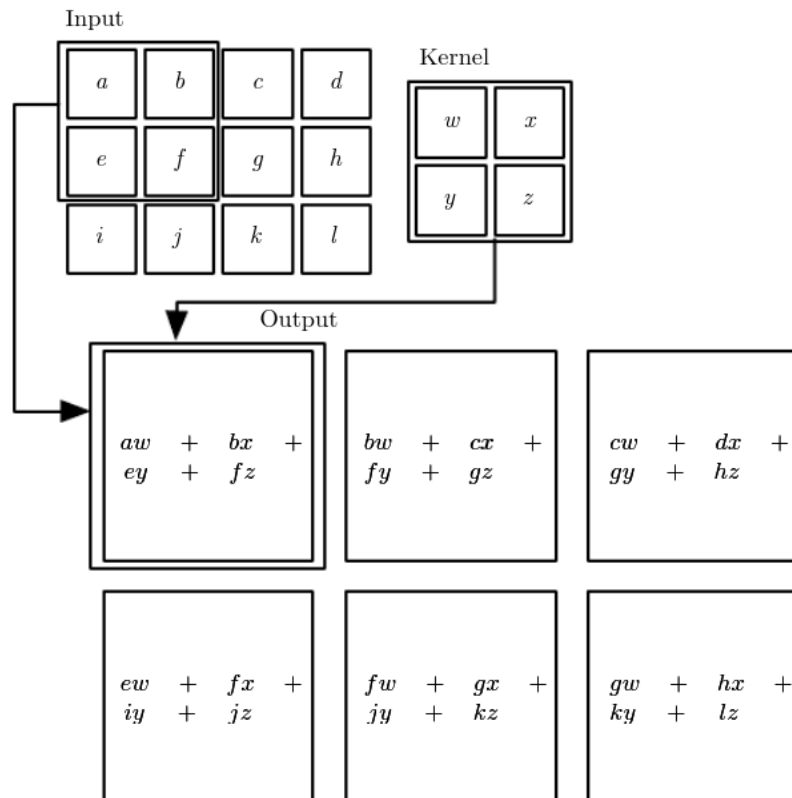 Input
a b c d
e f g h
i j k l
Kernel
w x
y z
Output
aw + bx +
ey + fz
bw + cx +
fy + gz
cw + dx +
gy + hz
ew + fx +
iy + jz
fw + gx +
jy + kz
gw + hx +
ky + lz